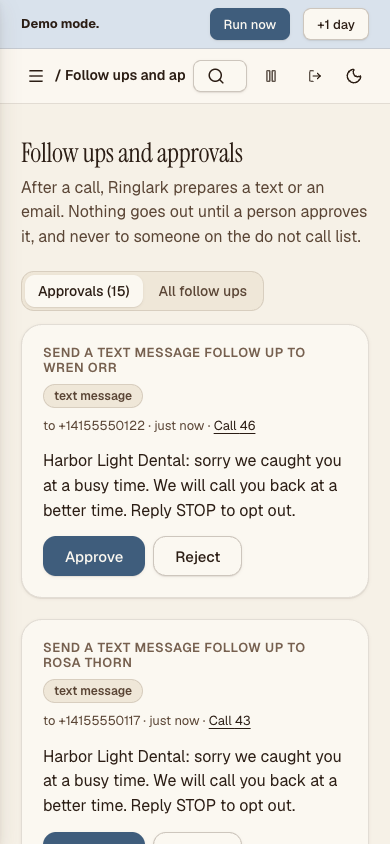 Demo mode.
Run now
+1 day
/ Follow ups and ap
Follow ups and approvals
After a call, Ringlark prepares a text or an
email. Nothing goes out until a person approves
it, and never to someone on the do not call list.
Approvals (15)
All follow ups
SEND A TEXT MESSAGE FOLLOW UP TO
WREN ORR
text message
to +14155550122 · just now · Call 46
Harbor Light Dental: sorry we caught you
at a busy time. We will call you back at a
better time. Reply STOP to opt out.
Approve
Reject
SEND A TEXT MESSAGE FOLLOW UP TO
ROSA THORN
text message
to +14155550117 · just now · Call 43
Harbor Light Dental: sorry we caught you
at a busy time. We will call you back at a
better time. Reply STOP to opt out.